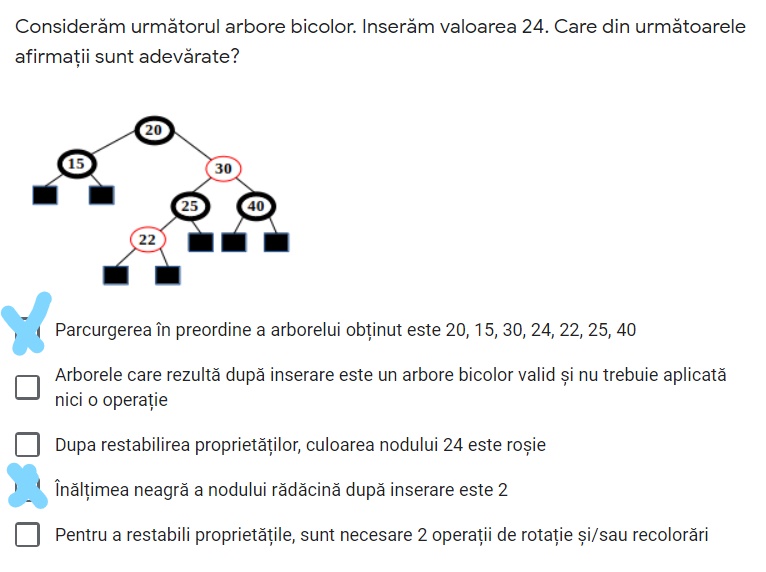 Considerăm următorul arbore bicolor. Inserăm valoarea 24. Care din următoarele
afirmații sunt adevărate?
20
15
30
25
40
22
Parcurgerea în preordine a arborelui obținut este 20, 15, 30, 24, 22, 25, 40
Arborele care rezultă după inserare este un arbore bicolor valid și nu trebuie aplicată
nici o operație
Dupa restabilirea proprietăților, culoarea nodului 24 este roșie
Înălțimea neagră a nodului rădăcină după inserare este 2
Pentru a restabili proprietățile, sunt necesare 2 operații de rotație și/sau recolorări